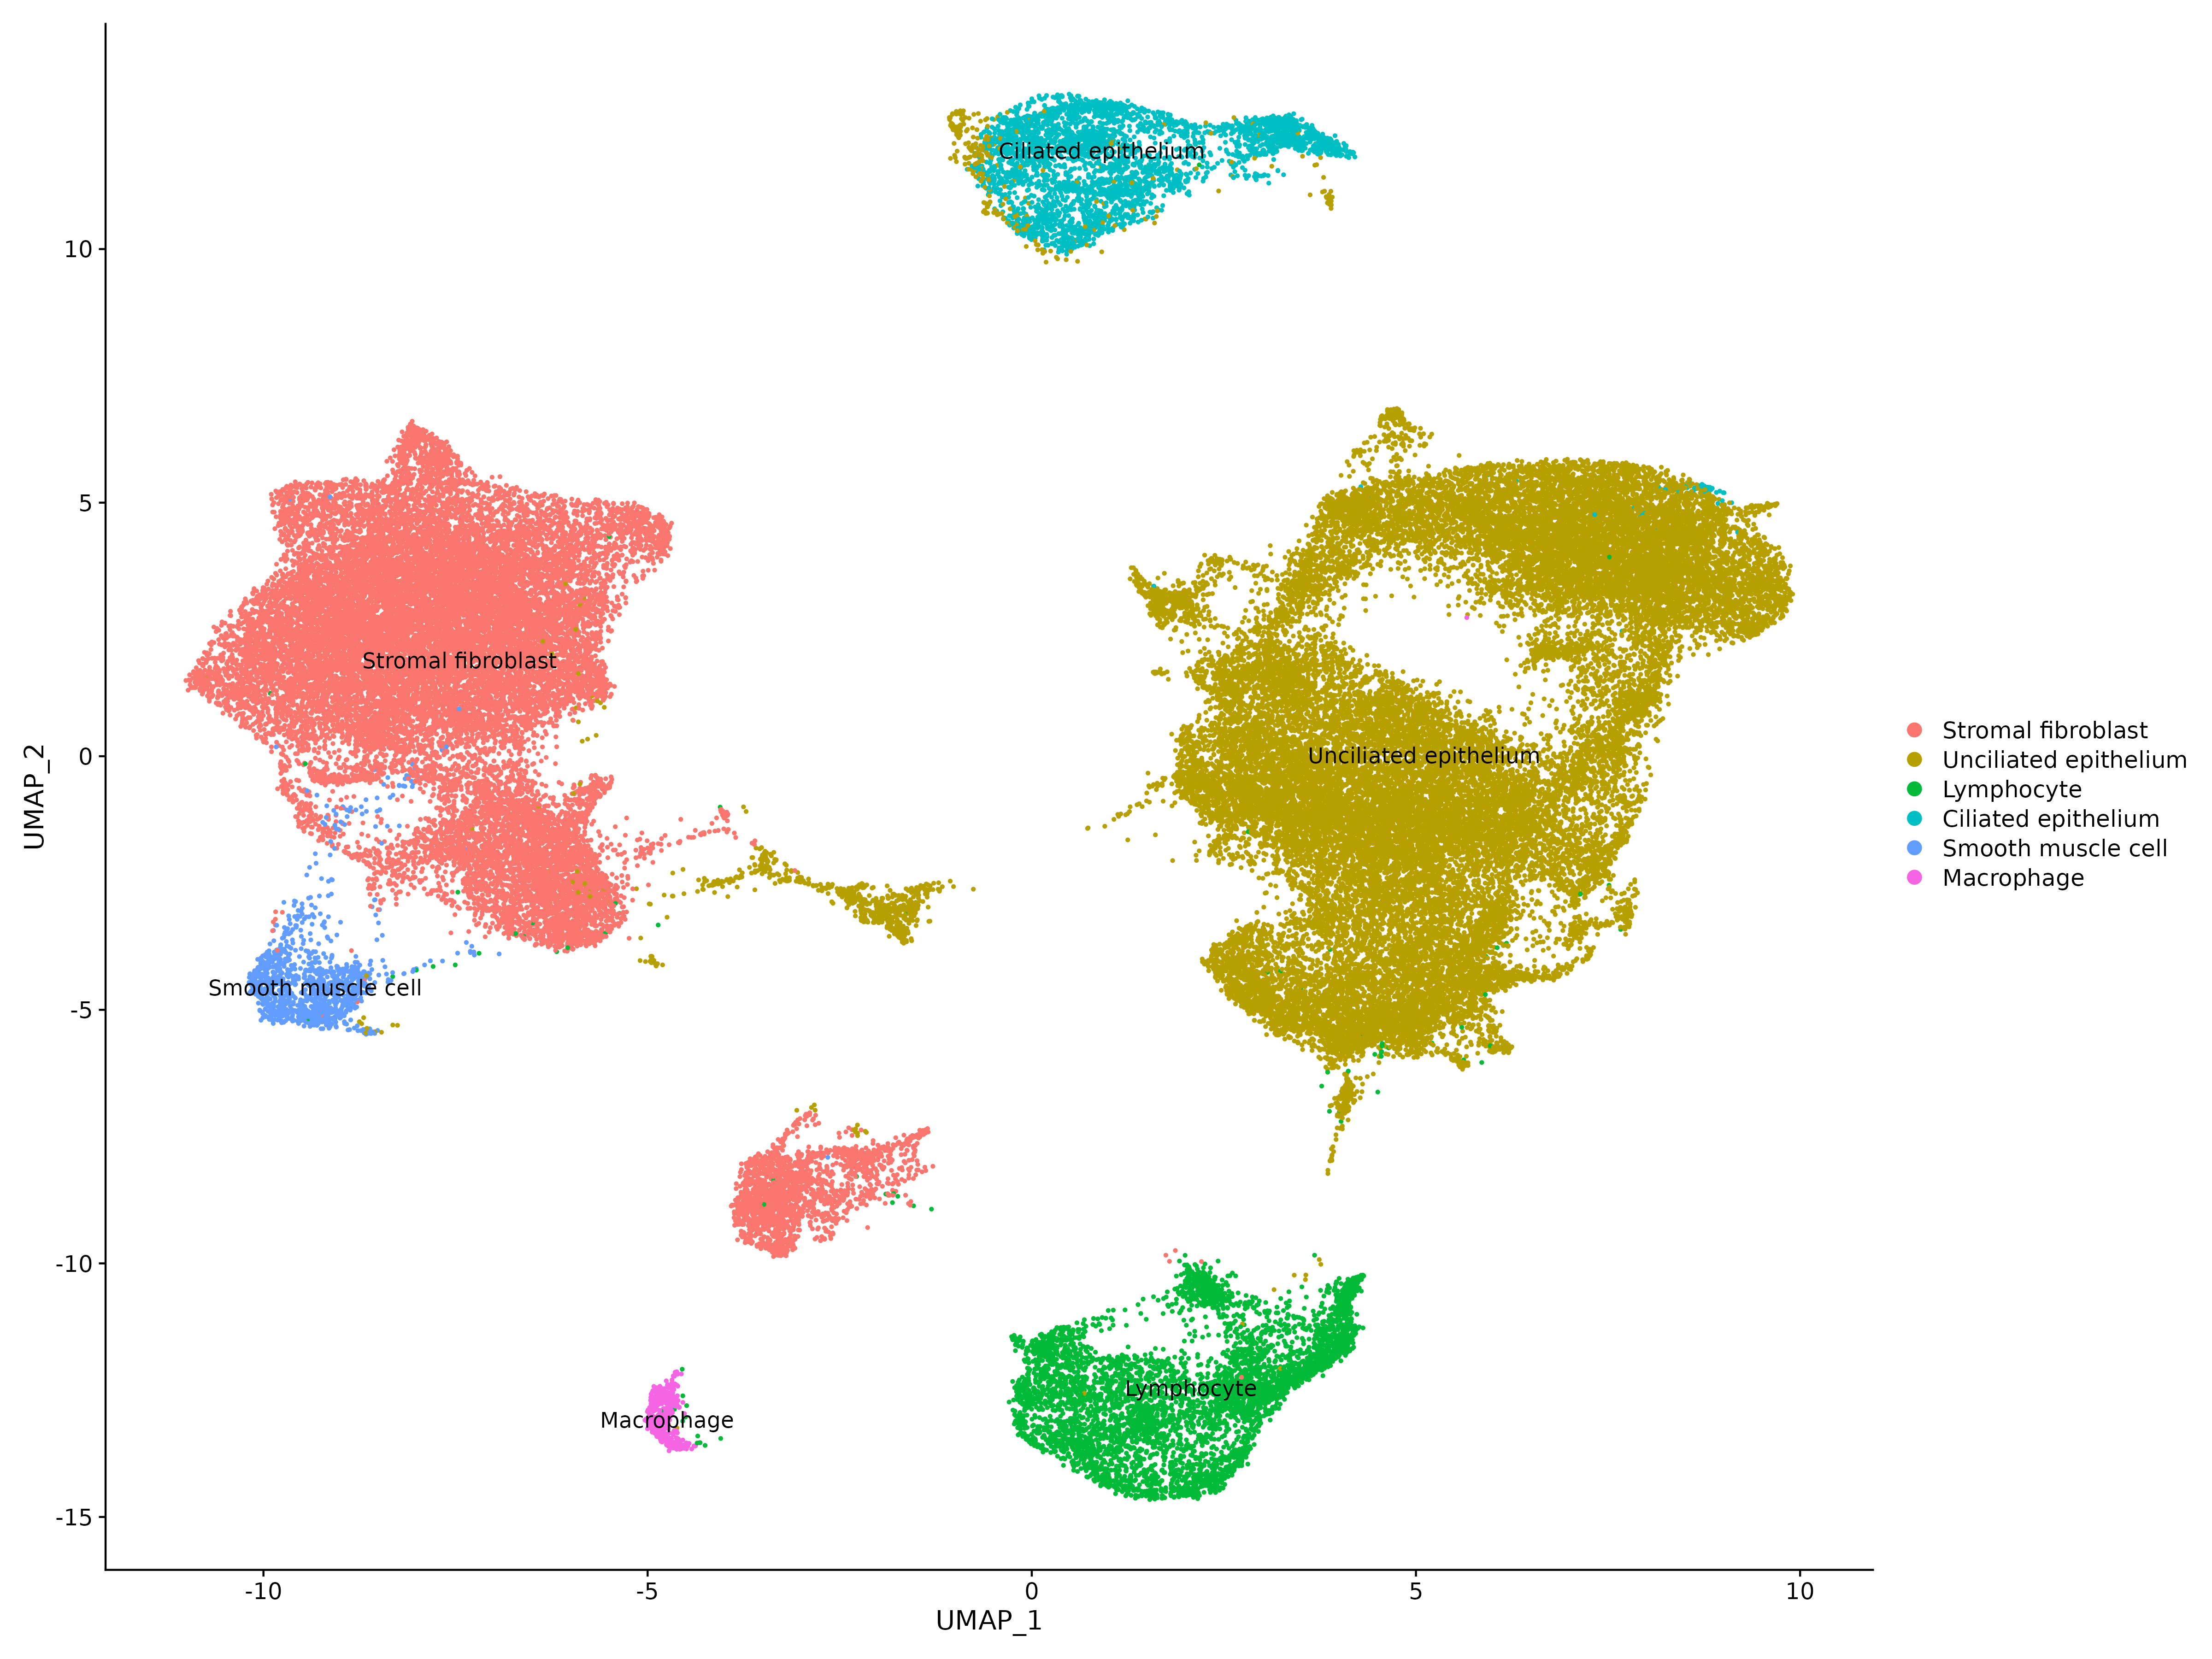 Ciliated epithelium
Stromal fibroblast
Unciliated epithelium
Smooth muscle cell
Macrophage
Lymphocyte
UMAP_2
10
5
0
-5
-10
-15
-10
-5
0
5
10
UMAP_1
Stromal fibroblast
Unciliated epithelium
Lymphocyte
Ciliated epithelium
Smooth muscle cell
Macrophage